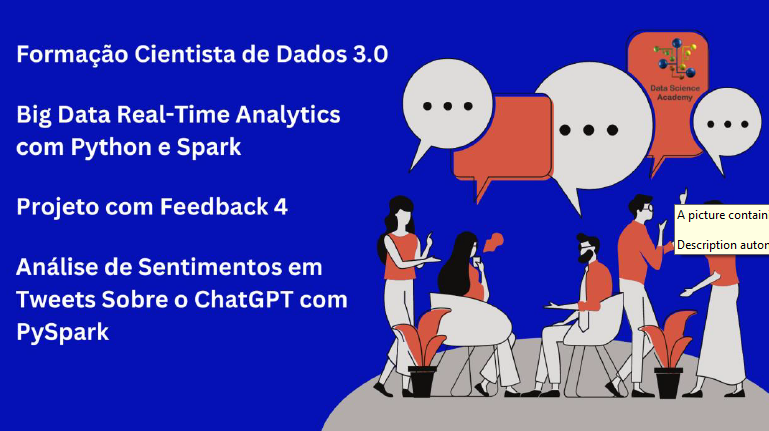 Formação Cientista de Dados 3.0
Big Data Real-Time Analytics
com Python e Spark
Projeto com Feedback 4
Análise de Sentimentos em
Tweets Sobre o ChatGPT com
PySpark
Data Science
Academy
A picture contain
Description auton